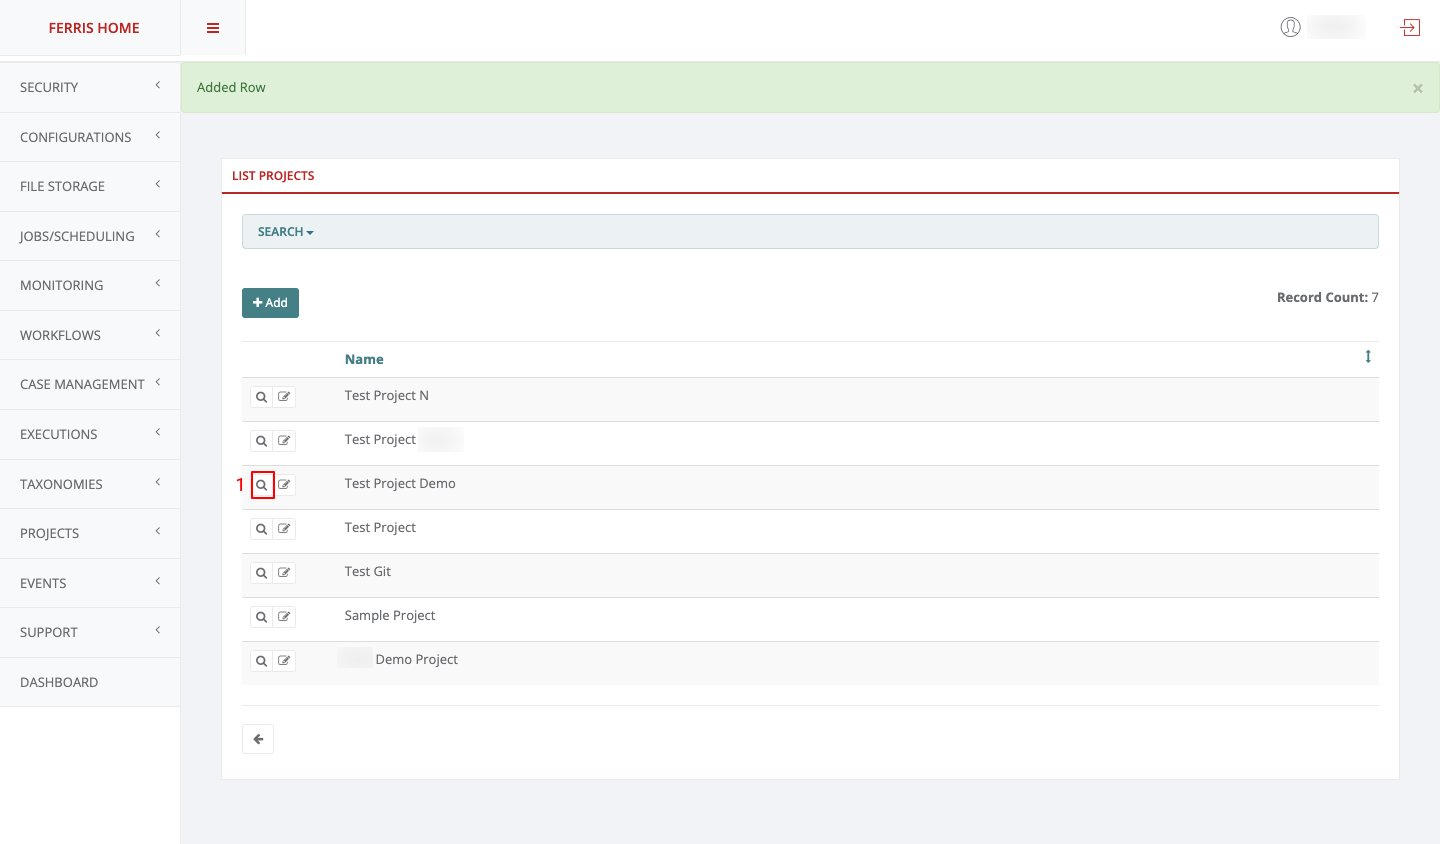 FERRIS HOME
Added Row
×
SECURITY
CONFIGURATIONS
FILE STORAGE
JOBS/SCHEDULING
MONITORING
WORKFLOWS
CASE MANAGEMENT
EXECUTIONS
TAXONOMIES
PROJECTS
EVENTS
SUPPORT
DASHBOARD
LIST PROJECTS
SEARCH
+ Add
Record Count: 7
Name
Test Project N
Test Project
1 Test Project Demo
Test Project
Test Git
Sample Project
Demo Project